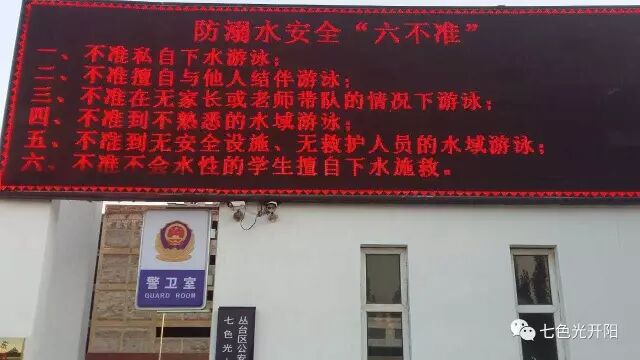 防溺水安全“六不准”
一、不准私自下水游泳；
二、不准擅自与他人结伴游泳；
三、不准在无家长或老师带队的情况下游泳；
四、不准到不熟悉的水域游泳；
五、不准到无安全设施、无救护人员的水域游泳；
六、不准不会水性的学生擅自下水施救。
警卫室
GUARD ROOM
丛台区公安
七色光
七色光开阳